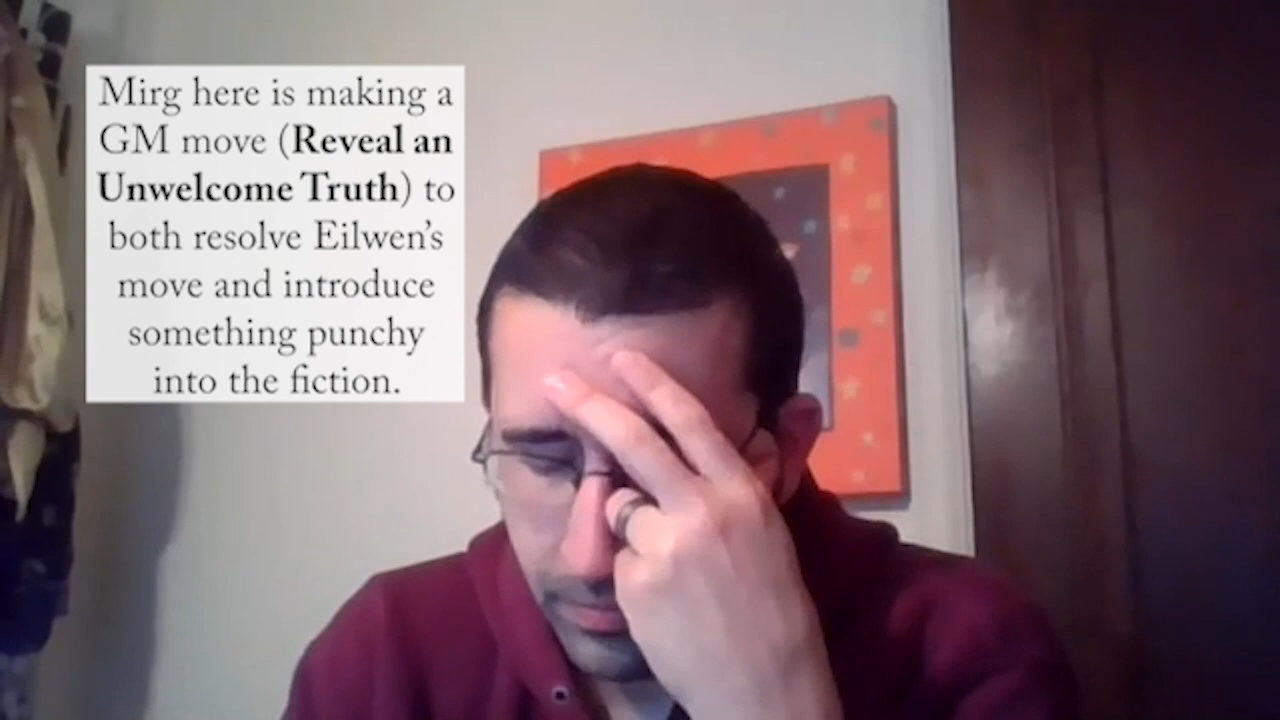 Mirg here is making a
GM move (Reveal an
Unwelcome Truth) to
both resolve Eilwen’s
move and introduce
something punchy
into the fiction.